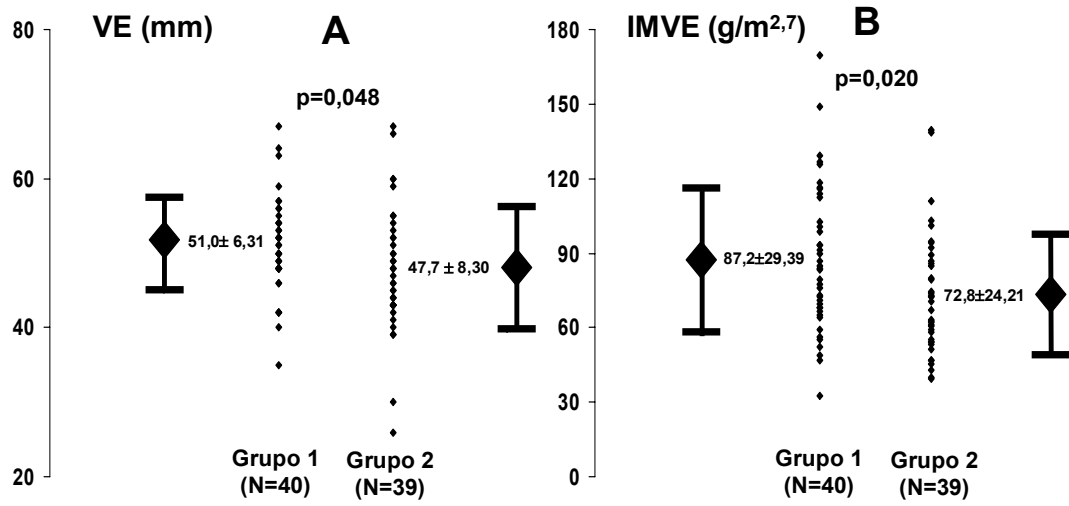 VE (mm)
A
80
60
40
20
p=0,048
51,0± 6,31
47,7 ± 8,30
Grupo 1
(N=40)
Grupo 2
(N=39)
IMVE (g/m2,7)
B
180
150
120
90
60
30
0
p=0,020
87,2±29,39
72,8±24,21
Grupo 1
(N=40)
Grupo 2
(N=39)